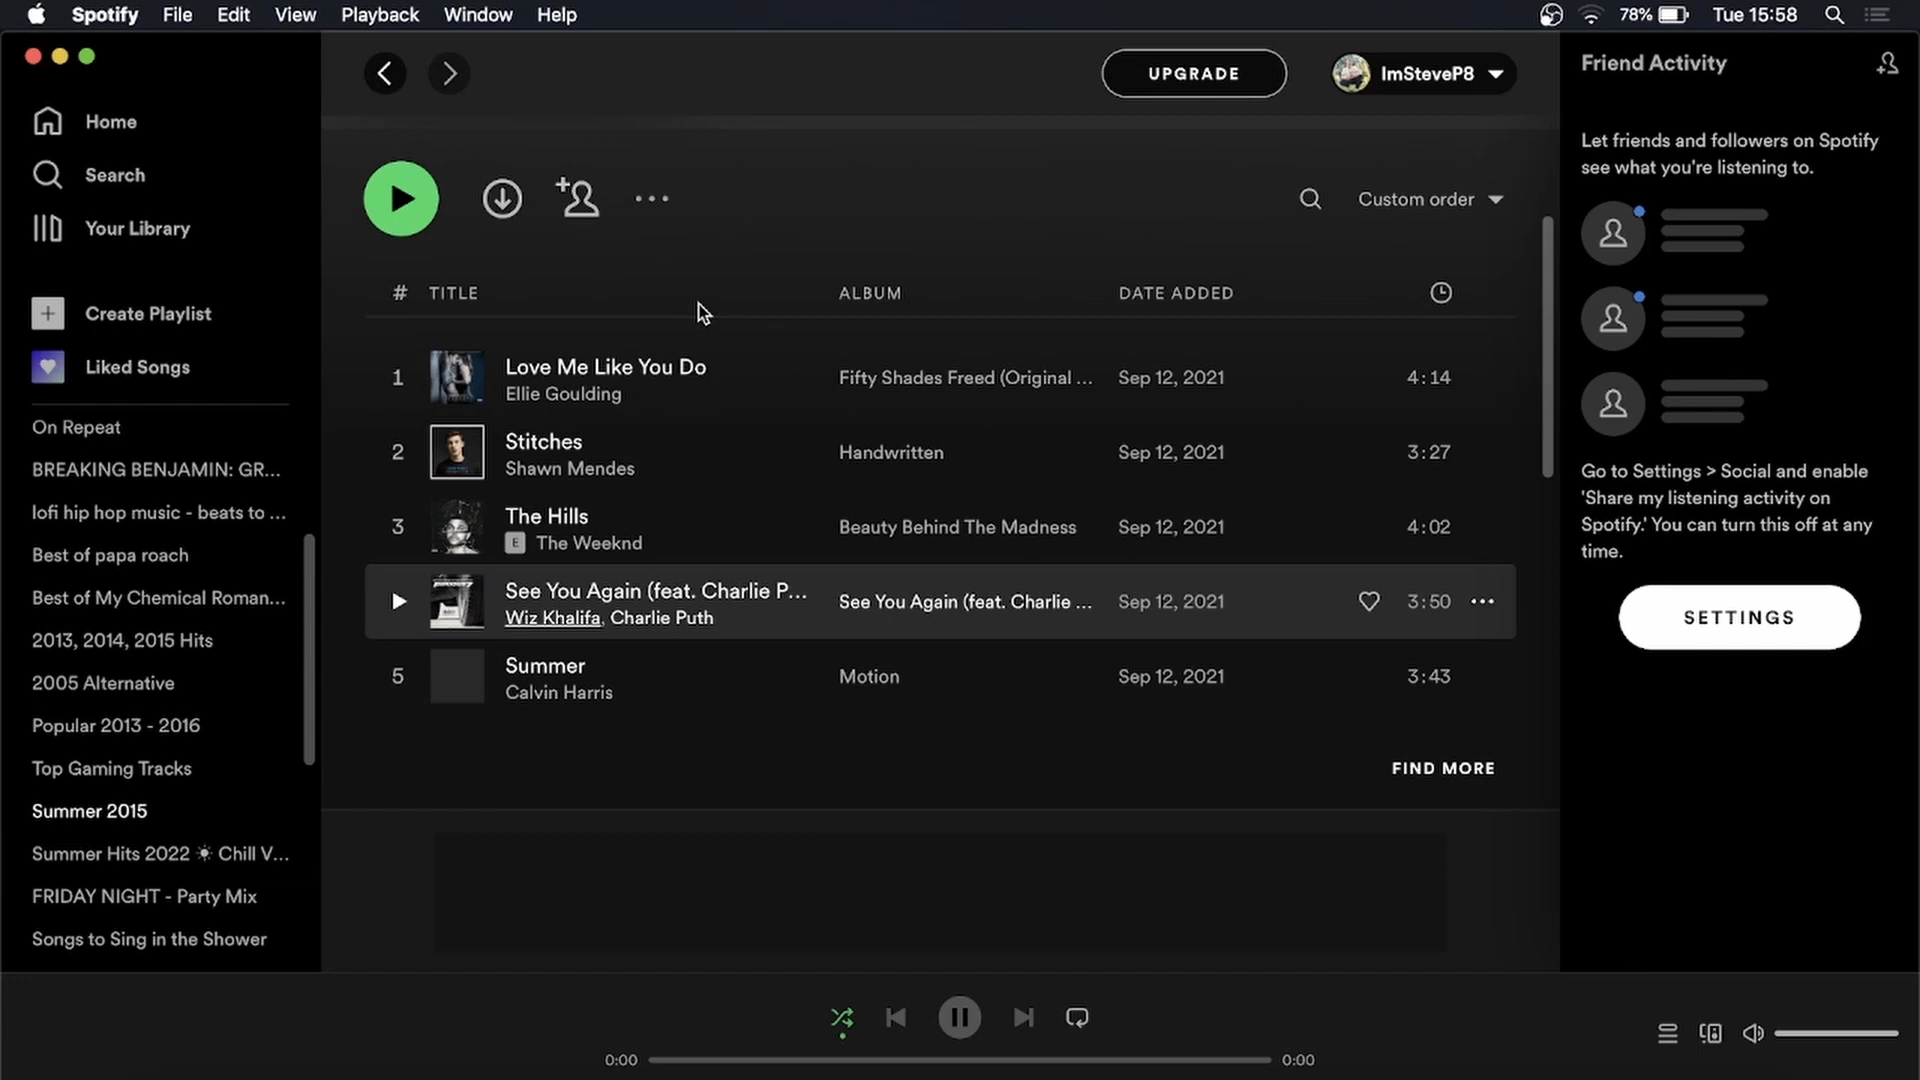 Spotify File Edit View Playback Window Help
78% Tue 15:58
Home
Search
Your Library
Create Playlist
Liked Songs
On Repeat
BREAKING BENJAMIN: GR...
lofi hip hop music - beats to ...
Best of papa roach
Best of My Chemical Roman...
2013, 2014, 2015 Hits
2005 Alternative
Popular 2013 - 2016
Top Gaming Tracks
Summer 2015
Summer Hits 2022 ☀ Chill V...
FRIDAY NIGHT - Party Mix
Songs to Sing in the Shower
UPGRADE
ImSteveP8
Custom order
# TITLE ALBUM DATE ADDED
1 Love Me Like You Do Fifty Shades Freed (Original ... Sep 12, 2021 4:14
Ellie Goulding
2 Stitches Handwritten Sep 12, 2021 3:27
Shawn Mendes
3 The Hills Beauty Behind The Madness Sep 12, 2021 4:02
E The Weeknd
See You Again (feat. Charlie P... See You Again (feat. Charlie ... Sep 12, 2021 3:50
Wiz Khalifa, Charlie Puth
5 Summer Motion Sep 12, 2021 3:43
Calvin Harris
FIND MORE
Friend Activity
Let friends and followers on Spotify
see what you're listening to.
Go to Settings > Social and enable
'Share my listening activity on
Spotify.' You can turn this off at any
time.
SETTINGS
0:00 0:00